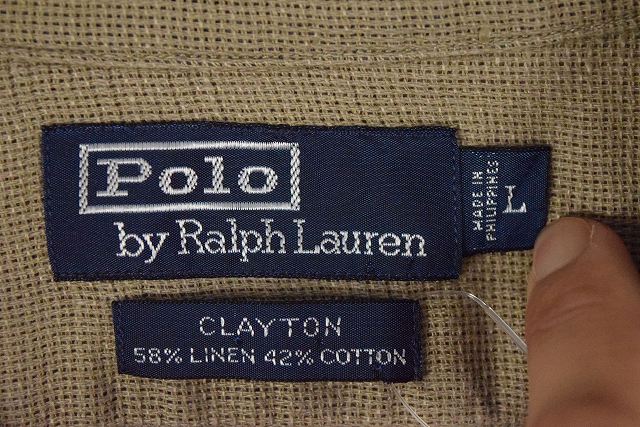 Polo
by Ralph Lauren
MADE IN
PHILIPPINES
L
CLAYTON
58% LINEN 42% COTTON